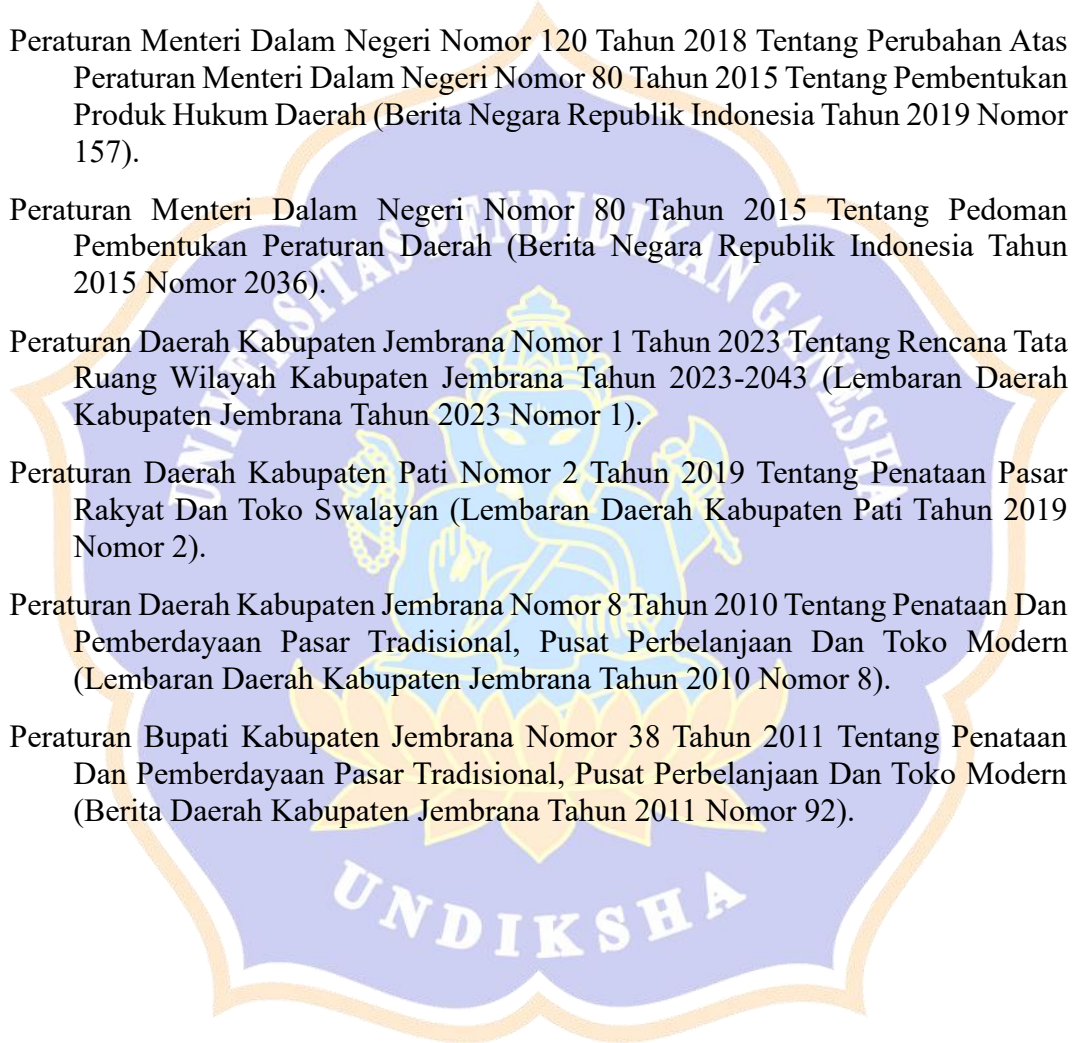 Peraturan Menteri Dalam Negeri Nomor 120 Tahun 2018 Tentang Perubahan Atas
Peraturan Menteri Dalam Negeri Nomor 80 Tahun 2015 Tentang Pembentukan
Produk Hukum Daerah (Berita Negara Republik Indonesia Tahun 2019 Nomor
157).
Peraturan Menteri Dalam Negeri Nomor 80 Tahun 2015 Tentang Pedoman
Pembentukan Peraturan Daerah (Berita Negara Republik Indonesia Tahun
2015 Nomor 2036).
Peraturan Daerah Kabupaten Jembrana Nomor 1 Tahun 2023 Tentang Rencana Tata
Ruang Wilayah Kabupaten Jembrana Tahun 2023-2043 (Lembaran Daerah
Kabupaten Jembrana Tahun 2023 Nomor 1).
Peraturan Daerah Kabupaten Pati Nomor 2 Tahun 2019 Tentang Penataan Pasar
Rakyat Dan Toko Swalayan (Lembaran Daerah Kabupaten Pati Tahun 2019
Nomor 2).
Peraturan Daerah Kabupaten Jembrana Nomor 8 Tahun 2010 Tentang Penataan Dan
Pemberdayaan Pasar Tradisional, Pusat Perbelanjaan Dan Toko Modern
(Lembaran Daerah Kabupaten Jembrana Tahun 2010 Nomor 8).
Peraturan Bupati Kabupaten Jembrana Nomor 38 Tahun 2011 Tentang Penataan
Dan Pemberdayaan Pasar Tradisional, Pusat Perbelanjaan Dan Toko Modern
(Berita Daerah Kabupaten Jembrana Tahun 2011 Nomor 92).
UNIVERSITAS PENDIDIKAN GANESHA
UNDIKSHA